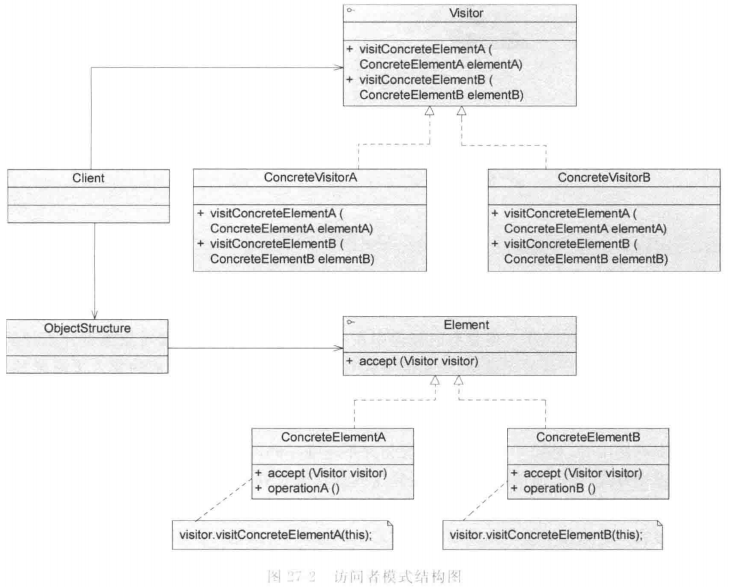 Visitor
+ visitConcreteElementA (
ConcreteElementA elementA)
+ visitConcreteElementB (
ConcreteElementB elementB)
Client
ConcreteVisitorA
+ visitConcreteElementA (
ConcreteElementA elementA)
+ visitConcreteElementB (
ConcreteElementB elementB)
ConcreteVisitorB
+ visitConcreteElementA (
ConcreteElementA elementA)
+ visitConcreteElementB (
ConcreteElementB elementB)
ObjectStructure
Element
+ accept (Visitor visitor)
ConcreteElementA
+ accept (Visitor visitor)
+ operationA ()
ConcreteElementB
+ accept (Visitor visitor)
+ operationB ()
visitor.visitConcreteElementA(this);
visitor.visitConcreteElementB(this);
图 27-2 访问者模式结构图